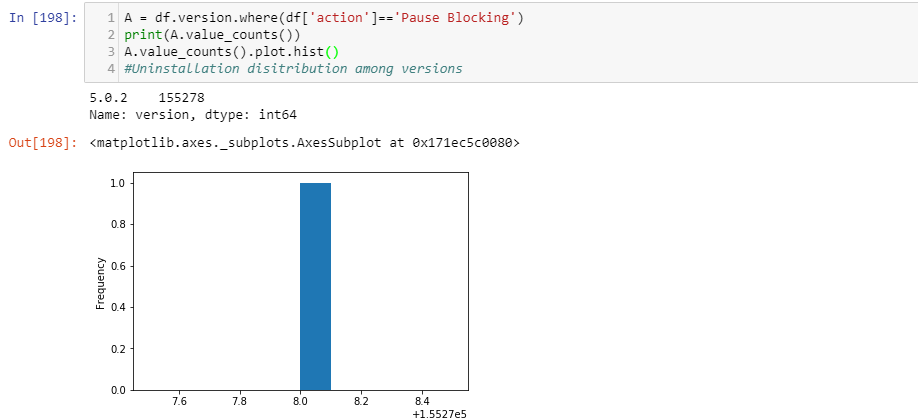 In [198]:
1 A = df.version.where(df['action']=='Pause Blocking')
2 print(A.value_counts())
3 A.value_counts().plot.hist()
4 #Uninstallation disitribution among versions
5.0.2    155278
Name: version, dtype: int64
Out[198]: <matplotlib.axes._subplots.AxesSubplot at 0x171ec5c0080>
1.0
0.8
0.6
0.4
0.2
0.0
Frequency
7.6 7.8 8.0 8.2 8.4
+1.5527e5